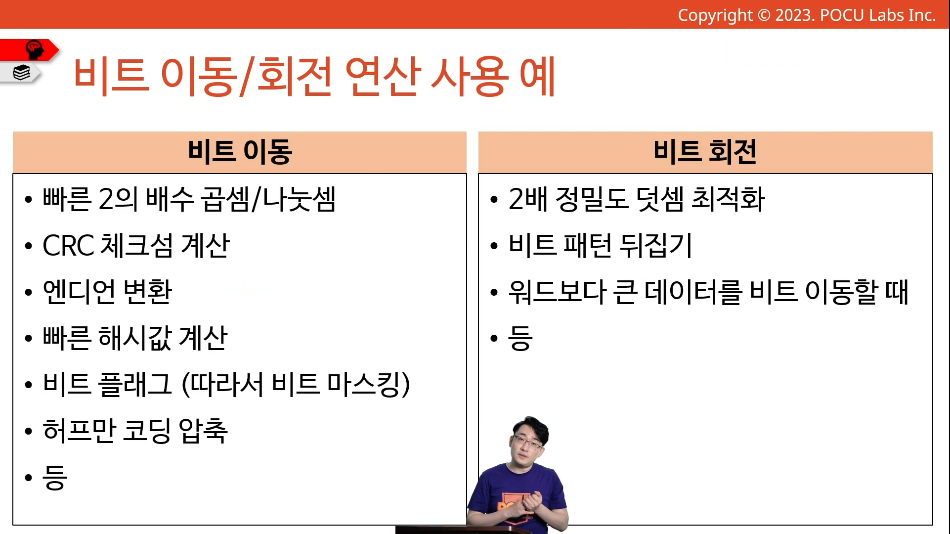 Copyright © 2023. POCU Labs Inc.
비트 이동/회전 연산 사용 예
비트 이동
• 빠른 2의 배수 곱셈/나눗셈
• CRC 체크섬 계산
• 엔디언 변환
• 빠른 해시값 계산
• 비트 플래그 (따라서 비트 마스킹)
• 허프만 코딩 압축
• 등
비트 회전
• 2배 정밀도 덧셈 최적화
• 비트 패턴 뒤집기
• 워드보다 큰 데이터를 비트 이동할 때
• 등